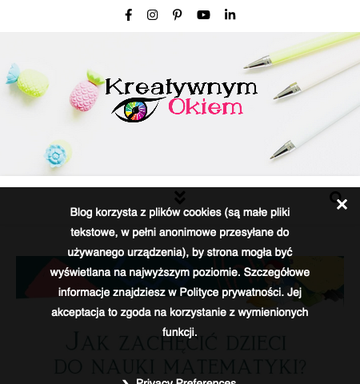 Kreatywnym
Okiem
Blog korzysta z plików cookies (są małe pliki
tekstowe, w pełni anonimowe przesyłane do
używanego urządzenia), by strona mogła być
wyświetlana na najwyższym poziomie. Szczegółowe
informacje znajdziesz w Polityce prywatności. Jej
akceptacja to zgoda na korzystanie z wymienionych
funkcji.
Jak zachęcić dzieci
do nauki matematyki?
Privacy Preferences